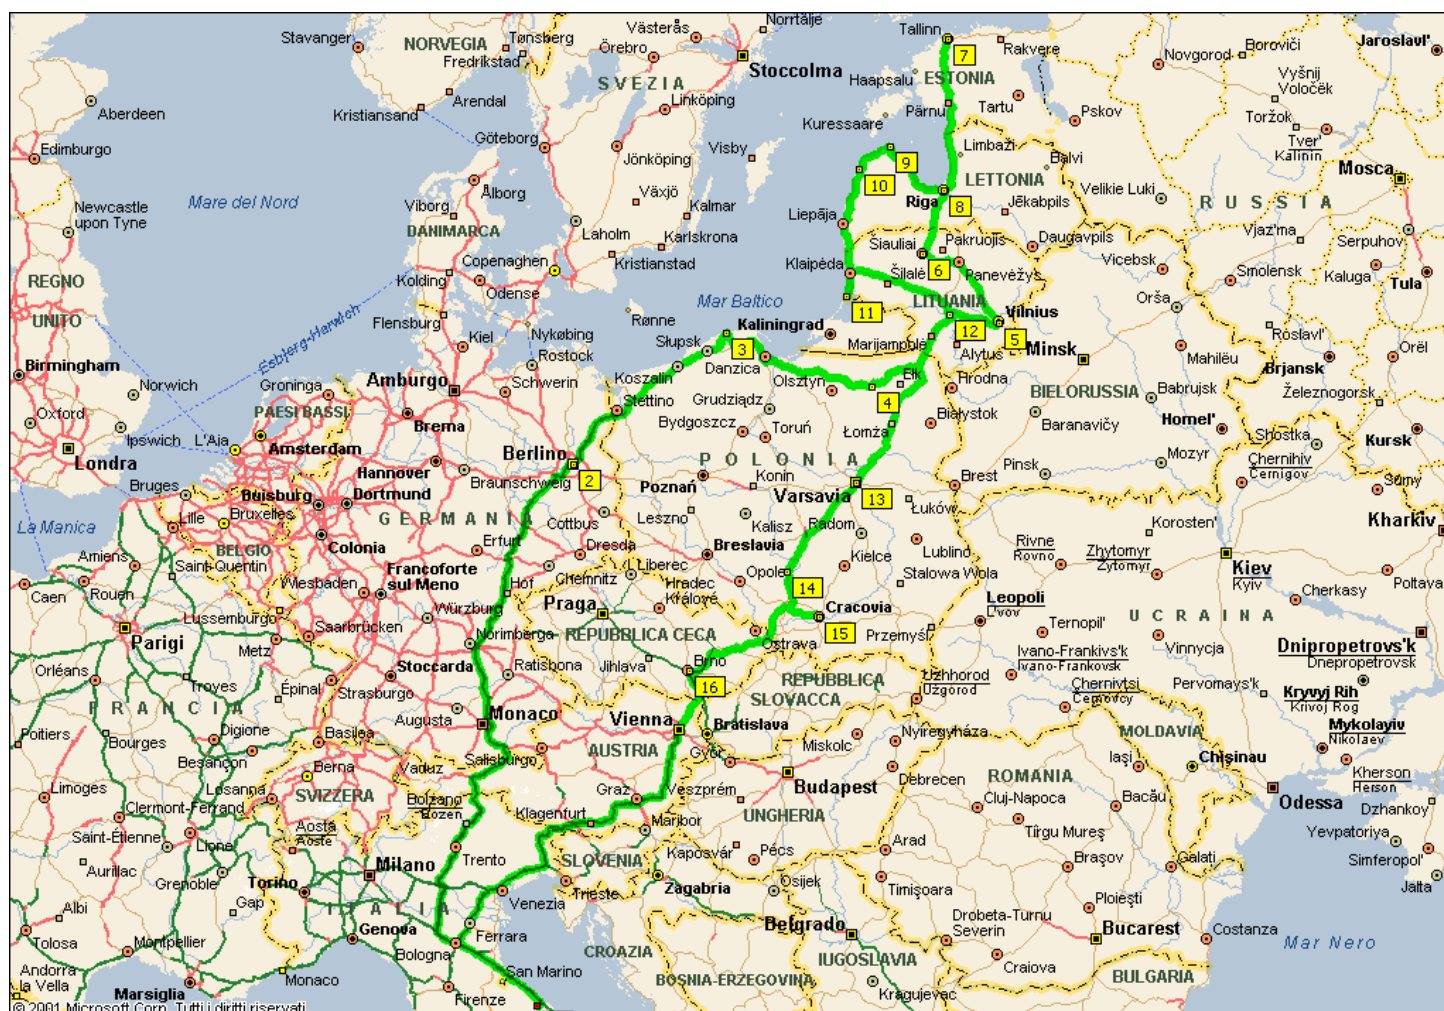 Stavanger
NORVEGIA
Tønsberg
Fredrikstad
Västerås
Örebro
Norrtälje
Stoccolma
SVEZIA
Tallinn
7
Rakvere
ESTONIA
Haapsalu
Novgorod
Boroviči
Jaroslavl'
Vyšnij
Voloček
Aberdeen
Arendal
Kristiansand
Linköping
Pärnu
Tartu
Kuressaare
Pskov
Toržok
Tver'
Kalinin
Edimburgo
Göteborg
Jönköping
Visby
Limbaži
Balvi
9
10
LETTONIA
Mosca
Mare del Nord
Ålborg
Viborg
Växjö
Kalmar
Riga
8
Jēkabpils
Velikie Luki
RUSSIA
Newcastle
upon Tyne
DANIMARCA
Laholm
Karlskrona
Kristianstad
Liepāja
Šiauliai
Pakruojis
Daugavpils
Vjaz'ma
Serpuhov
Copenaghen
Kolding
Odense
Klaipėda
Šilalė
6
Panevėžys
Vicebsk
Smolensk
Kaluga
Tula
REGNO
UNITO
Esbjerg-Harwich
Flensburg
Nykøbing
Rønne
Mar Baltico
11
LITUANIA
Vilnius
12
5
Orša
Roslavl'
Birmingham
Kiel
Rostock
Słupsk
3
Kaliningrad
Marijampolė
Alytus
Minsk
Mahilëu
Orël
Brjansk
Norwich
Groninga
Amburgo
Schwerin
Koszalin
Danzica
Olsztyn
Ełk
Hrodna
BIELORUSSIA
Babrujsk
Železnogorsk
Oxford
Ipswich
L'Aia
PAESI BASSI
Amsterdam
Brema
Stettino
Grudziądz
4
Bydgoszcz
Toruń
Łomża
Białystok
Baranavičy
Homel'
Shostka
Kursk
Londra
Hannover
Berlino
2
POLONIA
Konin
Brest
Pinsk
Mozyr
Chernihiv
Černigov
Bruges
Duisburg
Dortmund
Braunschweig
Poznań
Varsavia
13
Łuków
Sumy
La Manica
Lille
Bruxelles
GERMANIA
Cottbus
Leszno
Kalisz
Radom
Korosten'
Kharkiv
BELGIO
Colonia
Erfurt
Dresda
Breslavia
Kielce
Lublino
Rivne
Rovno
Zhytomyr
Žytomyr
Kiev
Kyïv
Amiens
Saint-Quentin
Wiesbaden
Francoforte
sul Meno
Chemnitz
Liberec
Hradec
Králové
Opole
Stalowa Wola
Cherkasy
Poltava
Caen
Rouen
Hof
14
Praga
Cracovia
15
Leopoli
L'vov
Lussemburgo
Würzburg
Parigi
Saarbrücken
Norimberga
REPUBBLICA CECA
Ostrava
Przemyśl
Ternopil'
UCRAINA
Ivano-Frankivs'k
Ivano-Frankovsk
Vinnycja
Dnipropetrovs'k
Dnepropetrovsk
Metz
Stoccarda
Ratisbona
Jihlava
Brno
16
REPUBBLICA
SLOVACCA
Uzhhorod
Užgorod
Chernivtsi
Černovcy
Pervomays'k
Kryvyj Rih
Krivoj Rog
Orléans
Troyes
Épinal
Strasburgo
FRANCIA
Augusta
Monaco
Vienna
Bratislava
Mykolayiv
Nikolaev
Poitiers
Bourges
Digione
Basilea
Salisburgo
AUSTRIA
Miskolc
Nyíregyháza
MOLDAVIA
Besançon
Berna
Vaduz
Győr
Debrecen
Iaşi
Chişinau
Kherson
Herson
Limoges
Losanna
SVIZZERA
Bolzano
Bozen
Graz
Veszprém
Budapest
ROMANIA
Cluj-Napoca
Bacău
Odessa
Dzhankoy
Clermont-Ferrand
Klagenfurt
Maribor
UNGHERIA
Saint-Étienne
Lione
Aosta
Aoste
Arad
Tîrgu Mureş
Yevpatoriya
Simferopol'
Aurillac
Grenoble
Milano
Trento
SLOVENIA
Kaposvár
Pécs
Braşov
Galati
Torino
Trieste
Zagabria
Osijek
Timişoara
Jalta
Albi
Gap
ITALIA
Venezia
Ploieşti
Tolosa
Montpellier
Genova
Ferrara
Belgrado
Drobeta-Turnu
Severin
Bucarest
Costanza
Mar Nero
Andorra
la Vella
Bologna
CROAZIA
IUGOSLAVIA
Craiova
Marsiglia
Monaco
San Marino
BOSNIA-ERZEGOVINA
Kragujevac
BULGARIA
Firenze
© 2001 Microsoft Corp. Tutti i diritti riservati